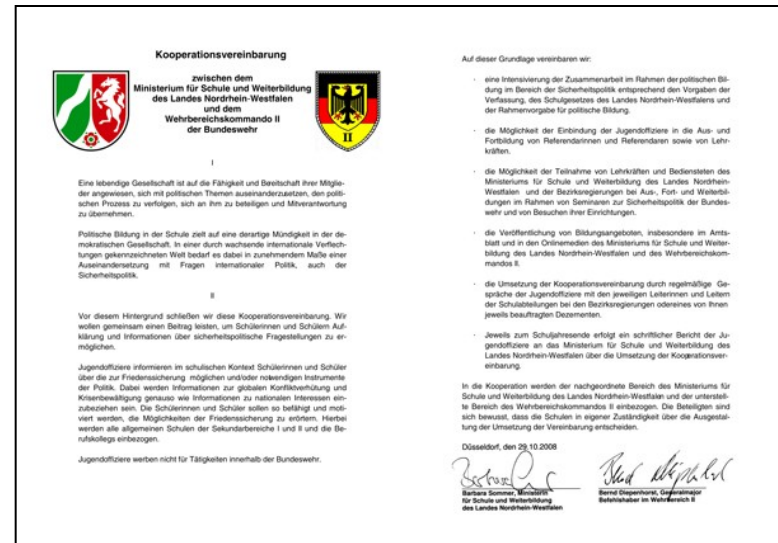 Kooperationsvereinbarung
zwischen dem
Ministerium für Schule und Weiterbildung
des Landes Nordrhein-Westfalen
und dem
Wehrbereichskommando II
der Bundeswehr
II
I
Eine lebendige Gesellschaft ist auf die Fähigkeit und Bereitschaft ihrer Mitglie-
der angewiesen, sich mit politischen Themen auseinanderzusetzen, den politi-
schen Prozess zu verfolgen, sich an ihm zu beteiligen und Mitverantwortung
zu übernehmen.
Politische Bildung in der Schule zielt auf eine derartige Mündigkeit in der de-
mokratischen Gesellschaft. In einer durch wachsende internationale Verflech-
tungen gekennzeichneten Welt bedarf es dabei in zunehmendem Maße einer
Auseinandersetzung mit Fragen internationaler Politik, auch der
Sicherheitspolitik.
II
Vor diesem Hintergrund schließen wir diese Kooperationsvereinbarung. Wir
wollen gemeinsam einen Beitrag leisten, um Schülerinnen und Schülern Auf-
klärung und Informationen über sicherheitspolitische Fragestellungen zu er-
möglichen.
Jugendoffiziere informieren im schulischen Kontext Schülerinnen und Schüler
über die zur Friedenssicherung möglichen und/oder notwendigen Instrumente
der Politik. Dabei werden Informationen zur globalen Konfliktverhütung und
Krisenbewältigung genauso wie Informationen zu nationalen Interessen ein-
zubeziehen sein. Die Schülerinnen und Schüler sollen so befähigt und moti-
viert werden, die Möglichkeiten der Friedenssicherung zu erörtern. Hierbei
werden alle allgemeinen Schulen der Sekundarbereiche I und II und die Be-
rufskollegs einbezogen.
Jugendoffiziere werben nicht für Tätigkeiten innerhalb der Bundeswehr.
Auf dieser Grundlage vereinbaren wir:
· eine Intensivierung der Zusammenarbeit im Rahmen der politischen Bil-
dung im Bereich der Sicherheitspolitik entsprechend den Vorgaben der
Verfassung, des Schulgesetzes des Landes Nordrhein-Westfalens und
der Rahmenvorgabe für politische Bildung.
· die Möglichkeit der Einbindung der Jugendoffiziere in die Aus- und
Fortbildung von Referendarinnen und Referendaren sowie von Lehr-
kräften.
· die Möglichkeit der Teilnahme von Lehrkräften und Bediensteten des
Ministeriums für Schule und Weiterbildung des Landes Nordrhein-
Westfalen und der Bezirksregierungen bei Aus-, Fort- und Weiterbil-
dungen im Rahmen von Seminaren zur Sicherheitspolitik der Bundes-
wehr und von Besuchen ihrer Einrichtungen.
· die Veröffentlichung von Bildungsangeboten, insbesondere im Amts-
blatt und in den Onlinemedien des Ministeriums für Schule und Weiter-
bildung des Landes Nordrhein-Westfalen und des Wehrbereichskom-
mandos II.
· die Umsetzung der Kooperationsvereinbarung durch regelmäßige Ge-
spräche der Jugendoffiziere mit den jeweiligen Leiterinnen und Leitern
der Schulabteilungen bei den Bezirksregierungen oder eines von Ihnen
jeweils beauftragten Dezernenten.
· Jeweils zum Schuljahresende erfolgt ein schriftlicher Bericht der Ju-
gendoffiziere an das Ministerium für Schule und Weiterbildung des
Landes Nordrhein-Westfalen über die Umsetzung der Kooperationsver-
einbarung.
In die Kooperation werden der nachgeordnete Bereich des Ministeriums für
Schule und Weiterbildung des Landes Nordrhein-Westfalen und der unterstell-
te Bereich des Wehrbereichskommandos II einbezogen. Die Beteiligten sind
sich bewusst, dass die Schulen in eigener Zuständigkeit über die Ausgestal-
tung der Umsetzung der Vereinbarung entscheiden.
Düsseldorf, den 29.10.2008
Barbara Sommer, Ministerin
für Schule und Weiterbildung
des Landes Nordrhein-Westfalen
Bernd Diepenhorst, Generalmajor
Befehlshaber im Wehrbereich II